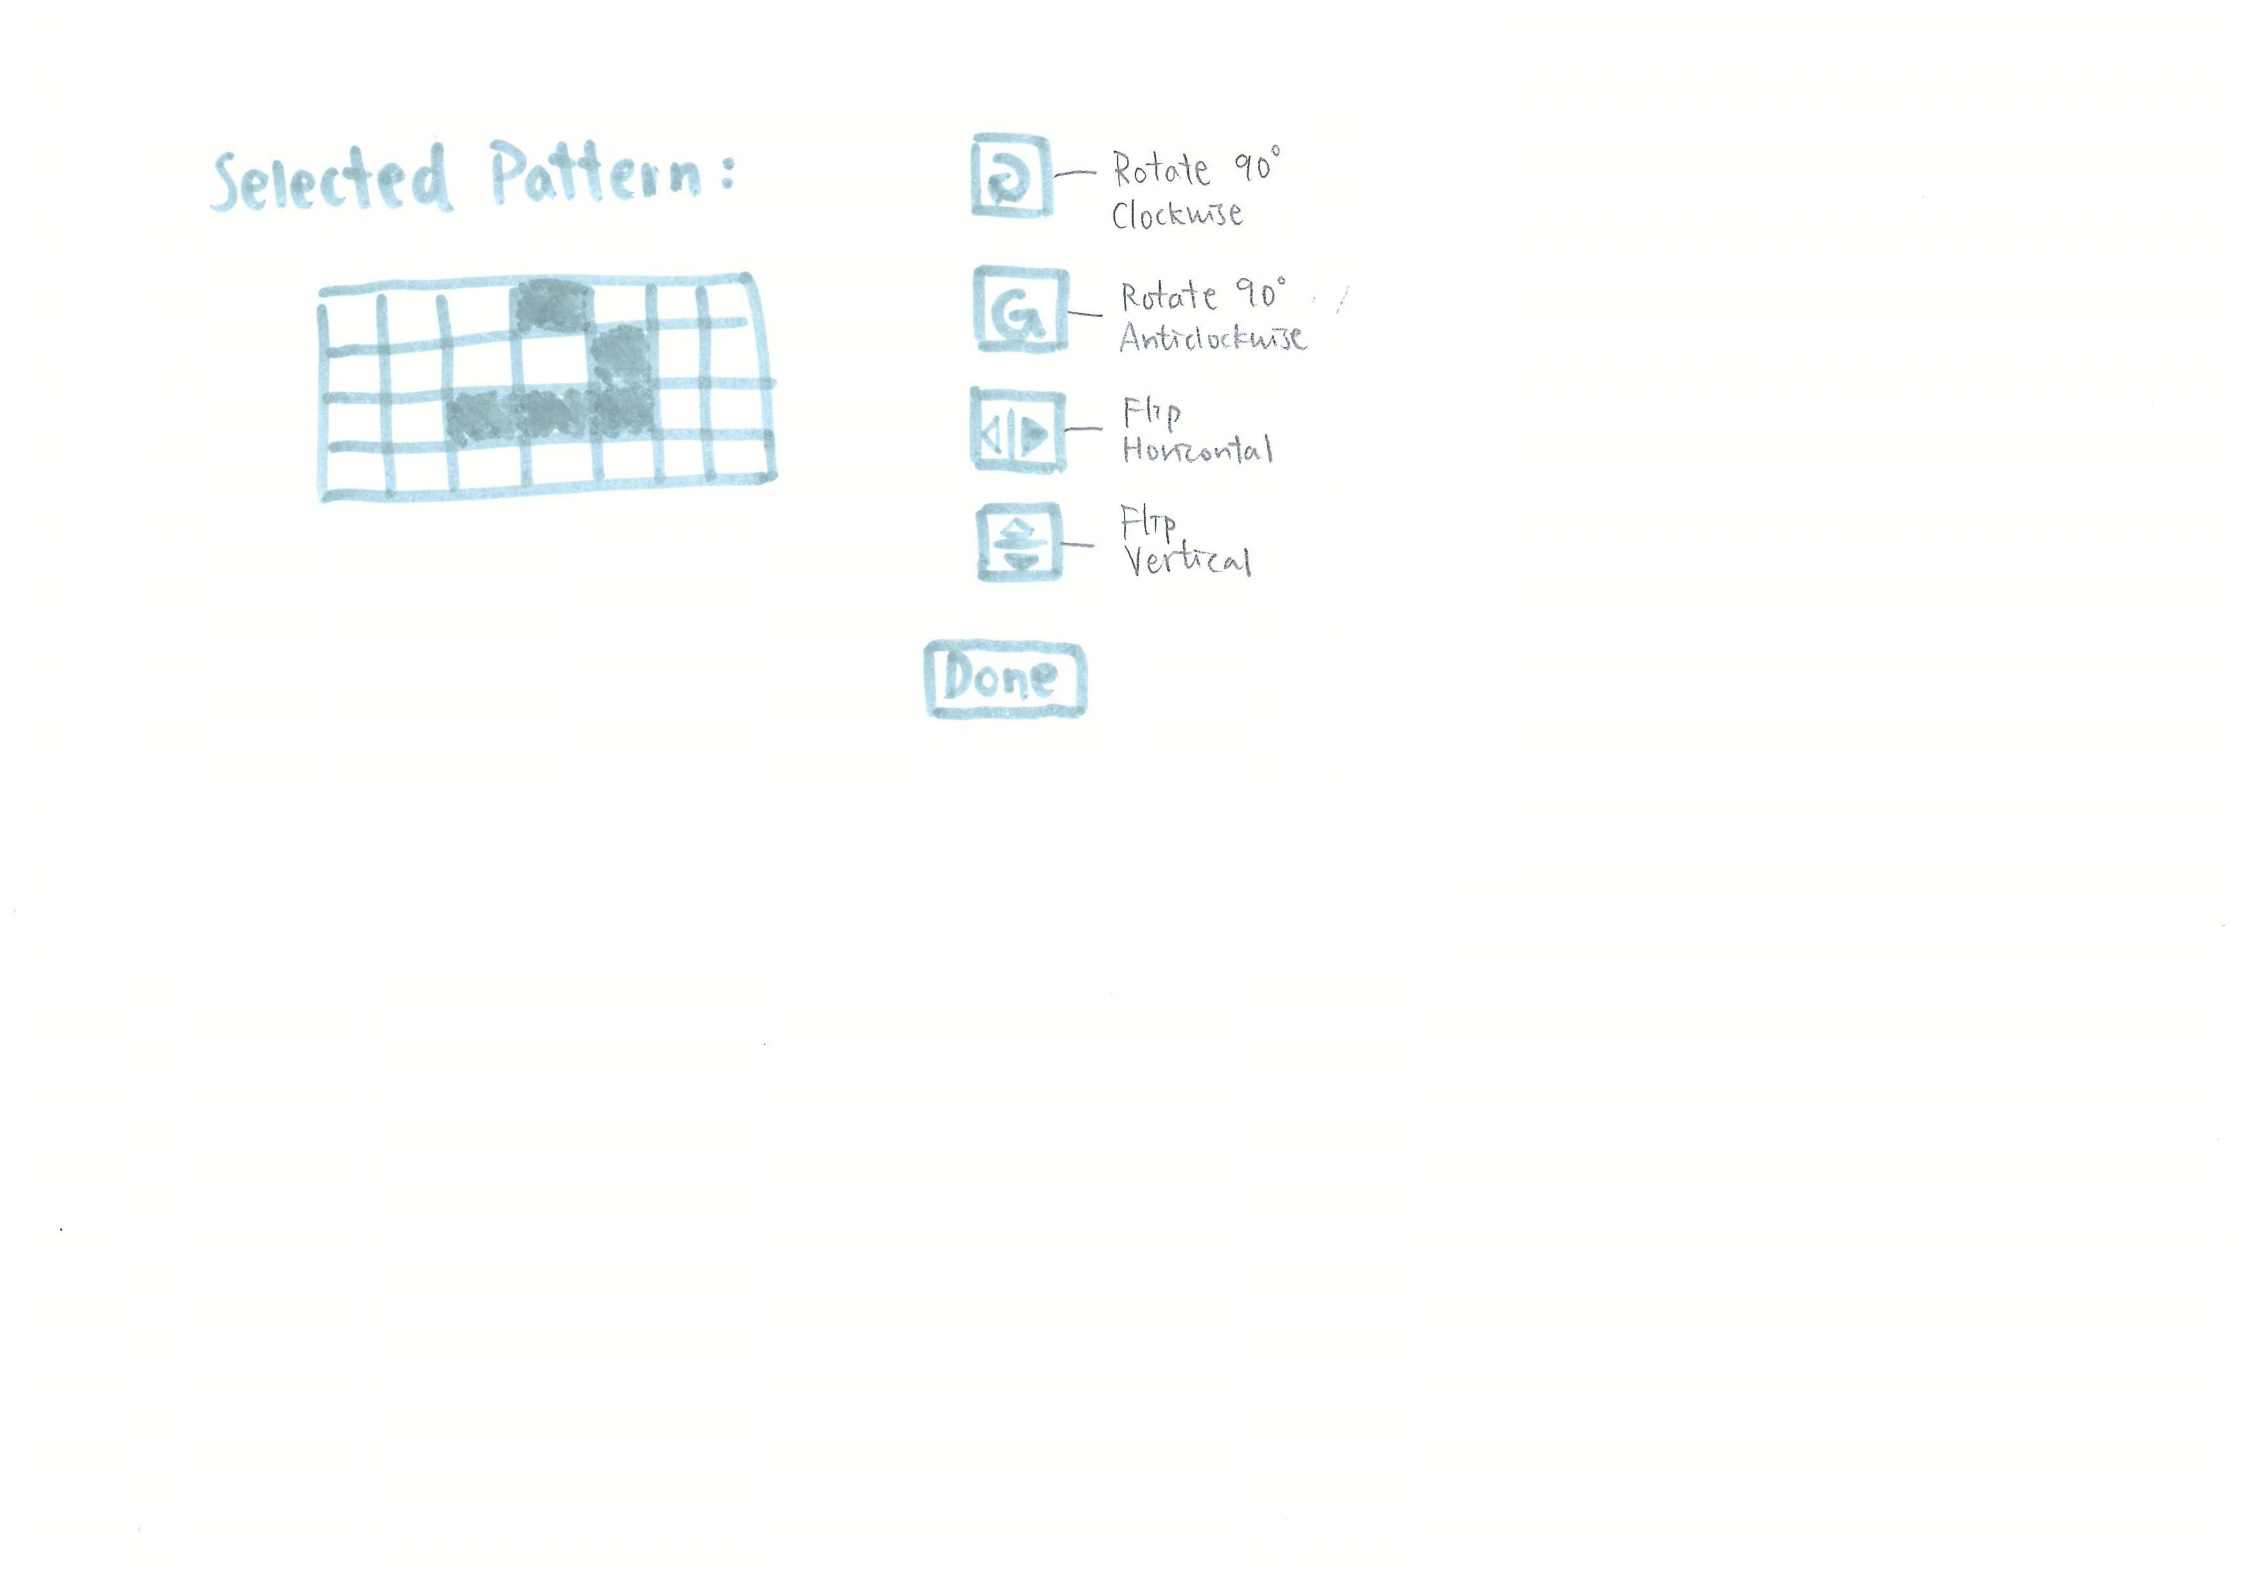 Selected Pattern:
Rotate 90°
Clockwise
Rotate 90°
Anticlockwise
Flip
Horizontal
Flip
Vertical
Done